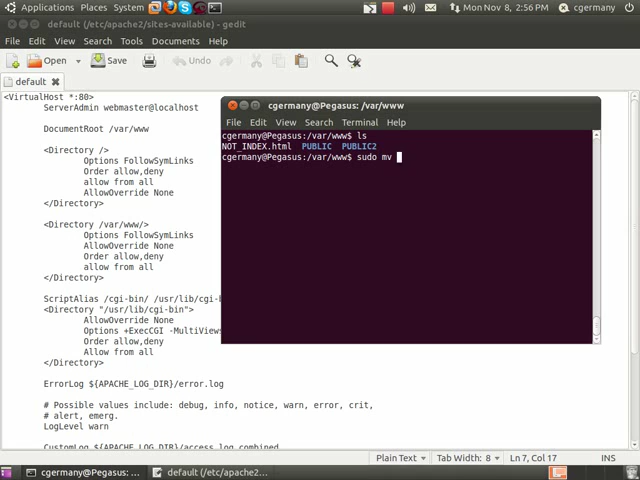 Applications Places System Mon Nov 8, 2:56 PM cgermany
default (/etc/apache2/sites-available) - gedit
File Edit View Search Tools Documents Help
Open Save Undo
default
<VirtualHost *:80>
ServerAdmin webmaster@localhost
DocumentRoot /var/www
<Directory />
Options FollowSymLinks
Order allow,deny
allow from all
AllowOverride None
</Directory>
<Directory /var/www/>
Options FollowSymLinks
AllowOverride None
Order allow,deny
allow from all
</Directory>
ScriptAlias /cgi-bin/ /usr/lib/cgi-
<Directory "/usr/lib/cgi-bin">
AllowOverride None
Options +ExecCGI -MultiViews
Order allow,deny
Allow from all
</Directory>
ErrorLog ${APACHE_LOG_DIR}/error.log
# Possible values include: debug, info, notice, warn, error, crit,
# alert, emerg.
LogLevel warn
CustomLog ${APACHE_LOG_DIR}/access_log combined
cgermany@Pegasus: /var/www
File Edit View Search Terminal Help
cgermany@Pegasus:/var/www$ ls
NOT_INDEX.html PUBLIC PUBLIC2
cgermany@Pegasus:/var/www$ sudo mv
Plain Text Tab Width: 8 Ln 7, Col 17 INS
cgermany@Pegasus: /... default (/etc/apache2...